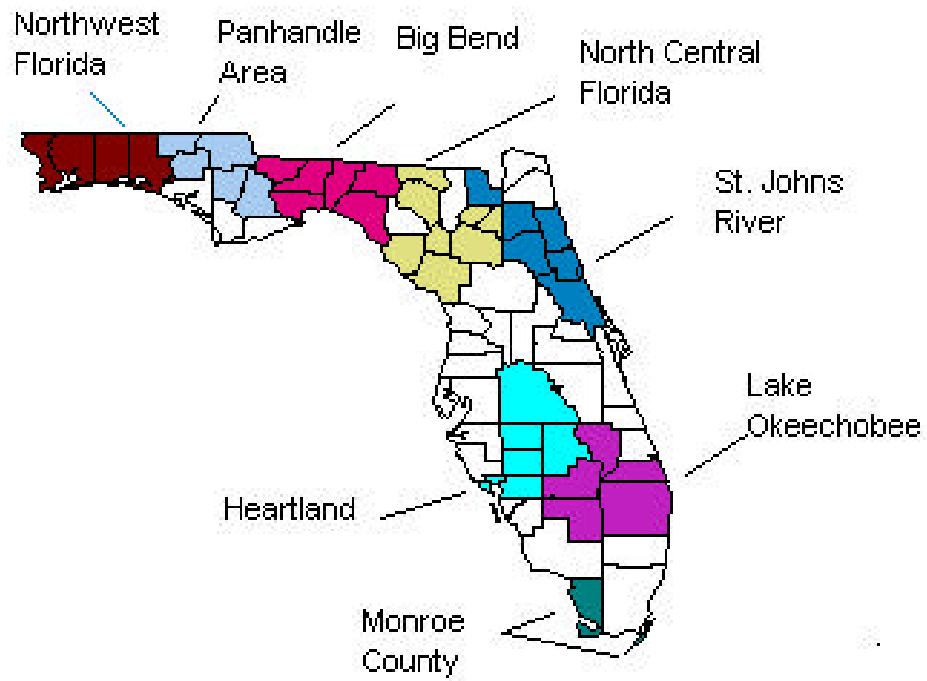 Northwest
Florida
Panhandle
Area
Big Bend
North Central
Florida
St. Johns
River
Lake
Okeechobee
Heartland
Monroe
County